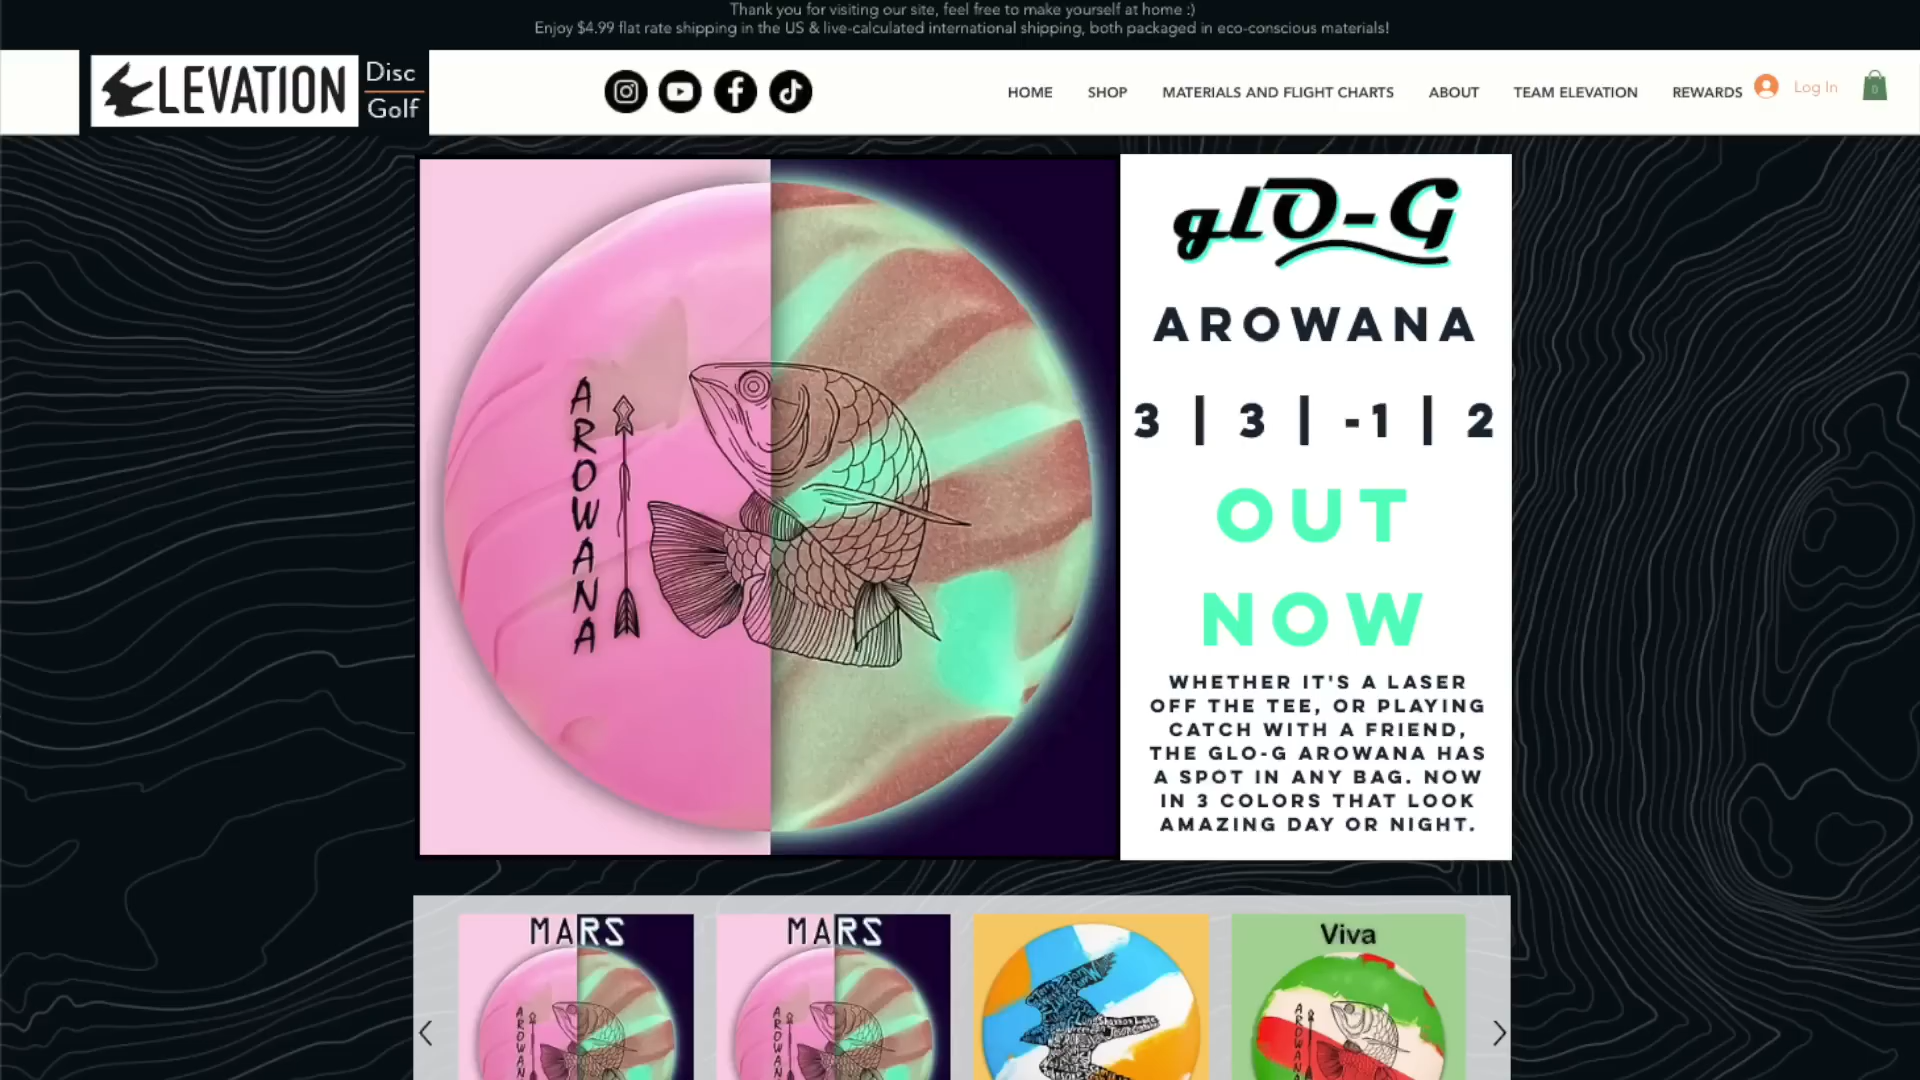 Thank you for visiting our site, feel free to make yourself at home :)
Enjoy $4.99 flat rate shipping in the US & live-calculated international shipping, both packaged in eco-conscious materials!
ELEVATION
Disc
Golf
HOME
SHOP
MATERIALS AND FLIGHT CHARTS
ABOUT
TEAM ELEVATION
REWARDS
Log In
0
AROWANA
gLO-G
AROWANA
3 | 3 | -1 | 2
OUT
NOW
WHETHER IT'S A LASER
OFF THE TEE, OR PLAYING
CATCH WITH A FRIEND,
THE GLO-G AROWANA HAS
A SPOT IN ANY BAG. NOW
IN 3 COLORS THAT LOOK
AMAZING DAY OR NIGHT.
MARS
MARS
Viva